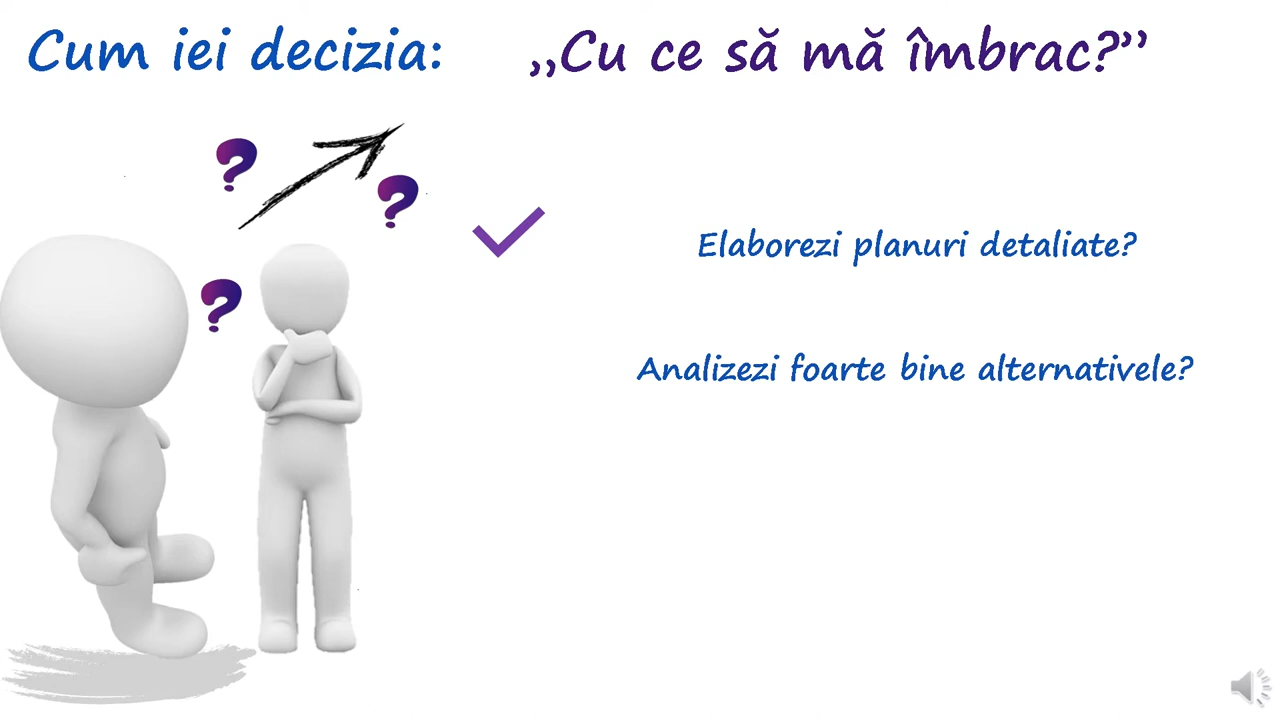 Cum iei decizia: „Cu ce să mă îmbrac?”
?
?
?
Elaborezi planuri detaliate?
Analizezi foarte bine alternativele?